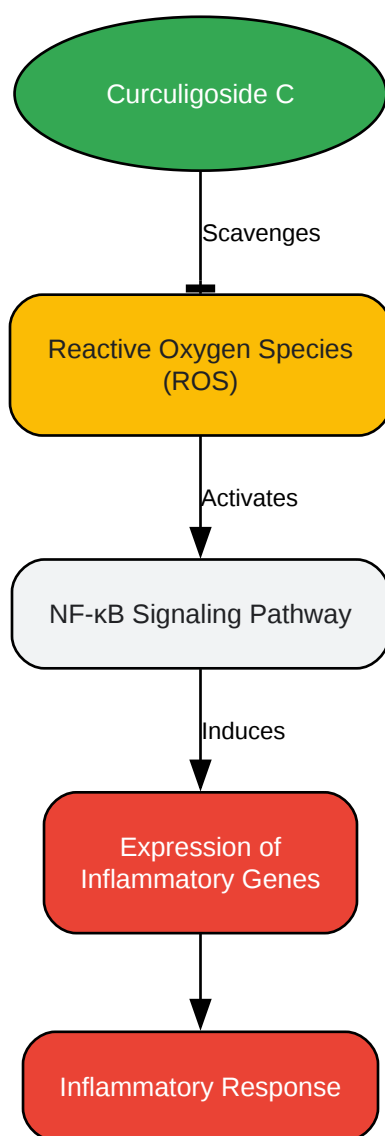 Curculigoside C
Scavenges
Reactive Oxygen Species
(ROS)
Activates
NF-κB Signaling Pathway
Induces
Expression of
Inflammatory Genes
Inflammatory Response